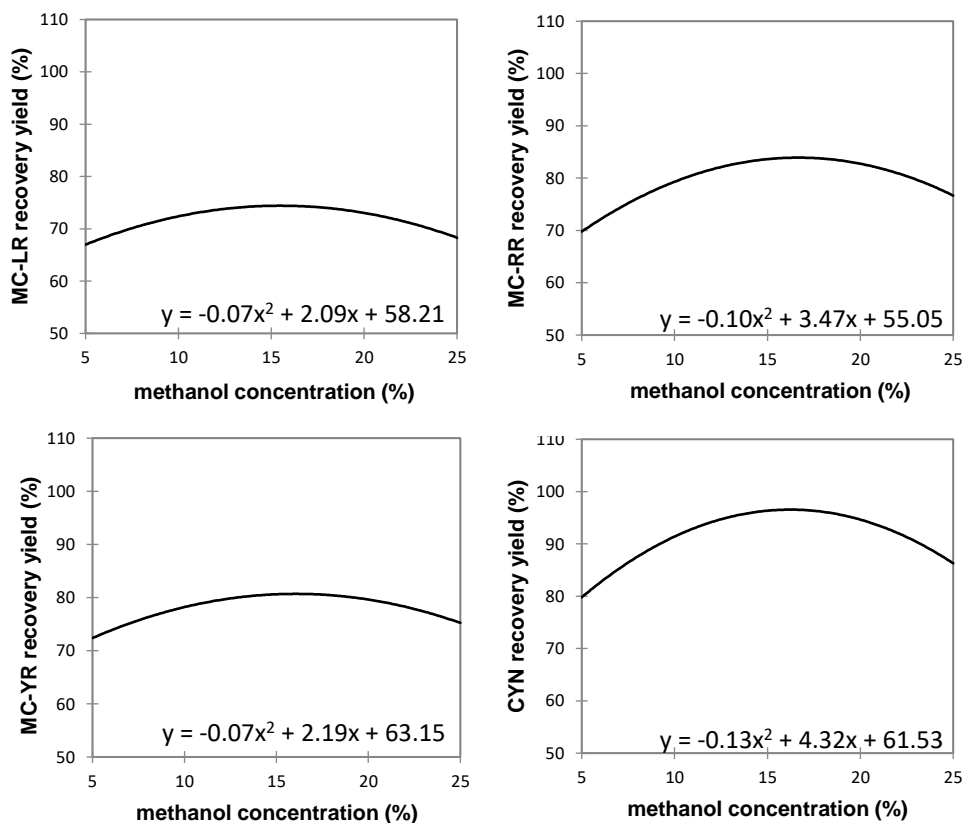 MC-LR recovery yield (%)
110
100
90
80
70
60
50
y = -0.07x² + 2.09x + 58.21
5 10 15 20 25
methanol concentration (%)
MC-RR recovery yield (%)
110
100
90
80
70
60
50
y = -0.10x² + 3.47x + 55.05
5 10 15 20 25
methanol concentration (%)
MC-YR recovery yield (%)
110
100
90
80
70
60
50
y = -0.07x² + 2.19x + 63.15
5 10 15 20 25
methanol concentration (%)
CYN recovery yield (%)
110
100
90
80
70
60
50
y = -0.13x² + 4.32x + 61.53
5 10 15 20 25
methanol concentration (%)